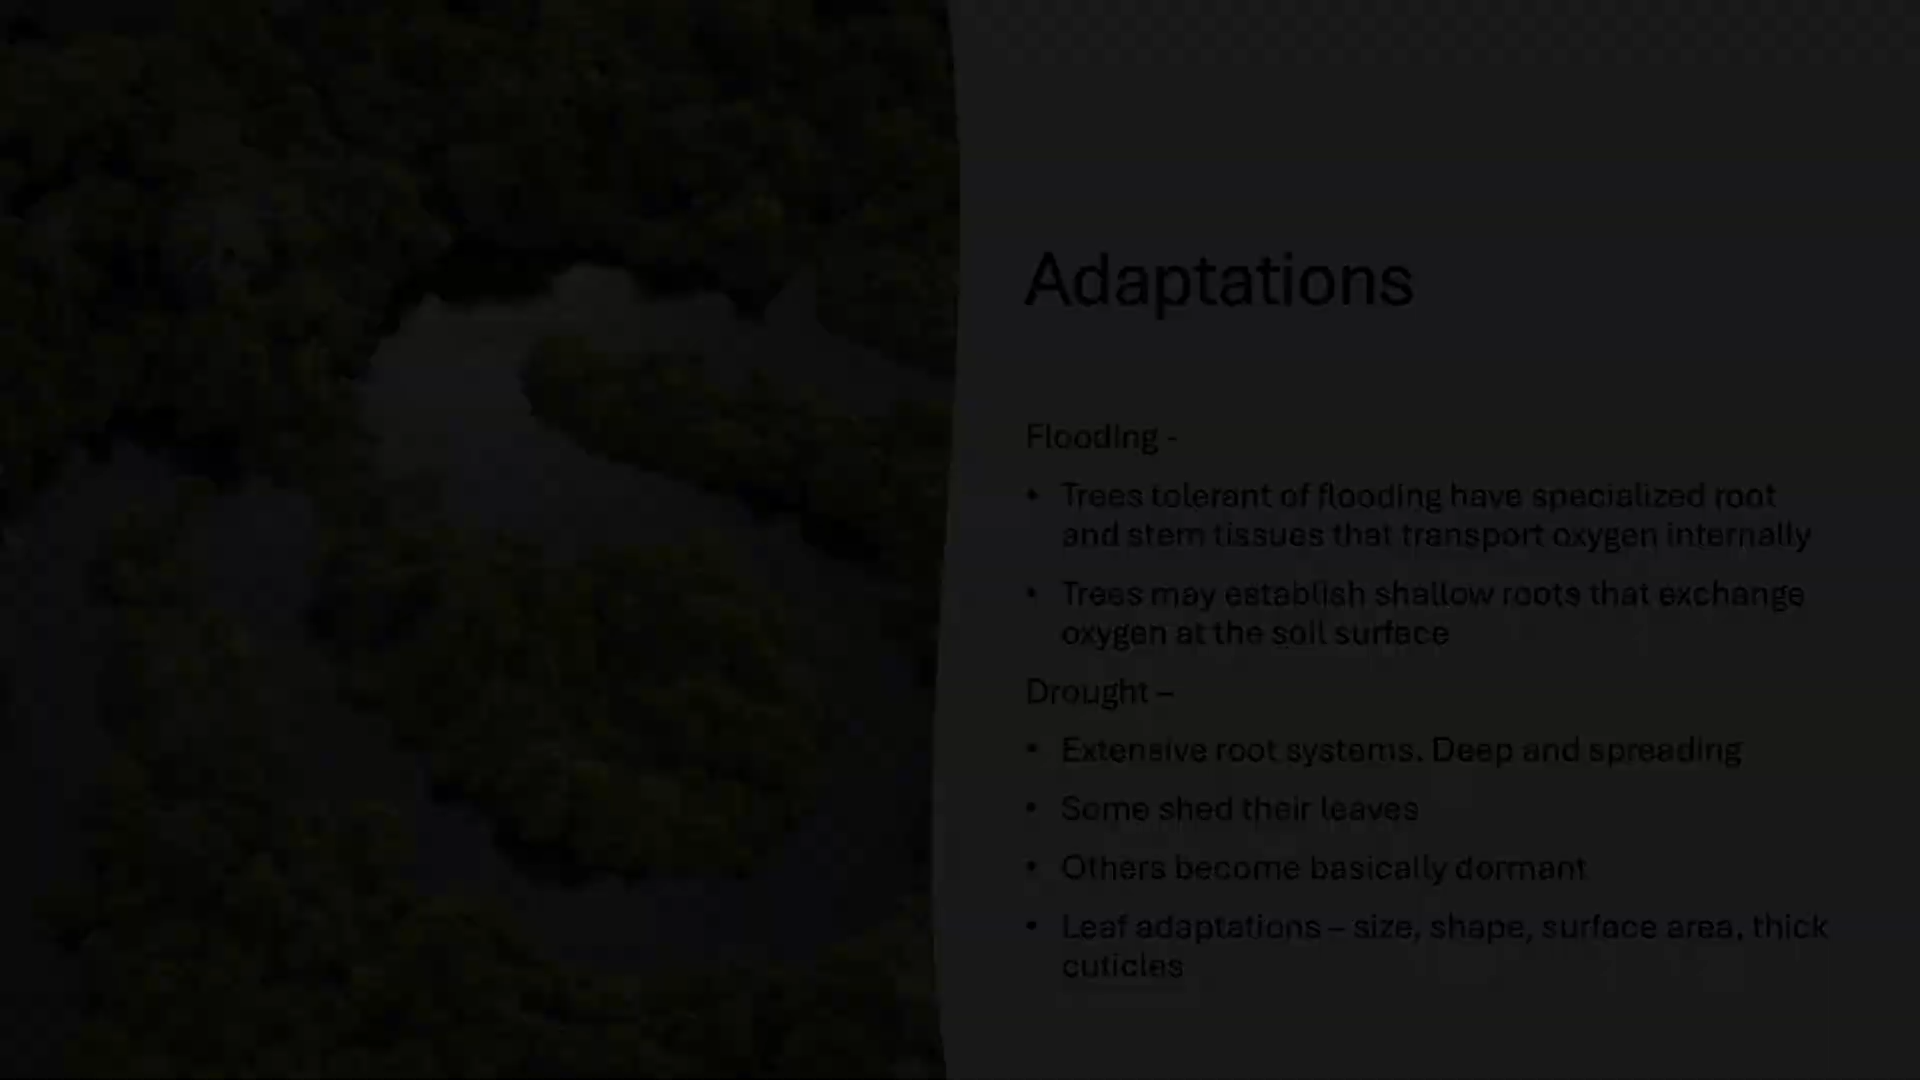 Adaptations
Flooding -
• Trees tolerant of flooding have specialized root
and stem tissues that transport oxygen internally
• Trees may establish shallow roots that exchange
oxygen at the soil surface
Drought –
• Extensive root systems. Deep and spreading
• Some shed their leaves
• Others become basically dormant
• Leaf adaptations – size, shape, surface area, thick
cuticles